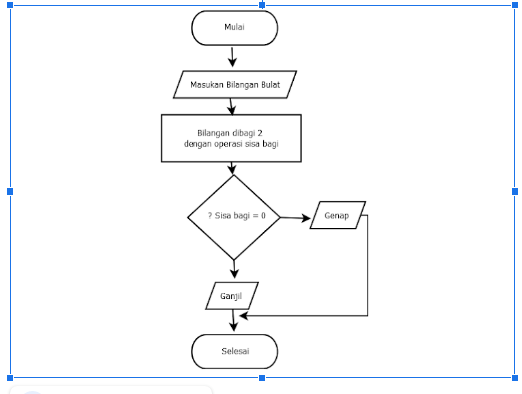 Mulai
Masukan Bilangan Bulat
Bilangan dibagi 2
dengan operasi sisa bagi
? Sisa bagi = 0
Genap
Ganjil
Selesai